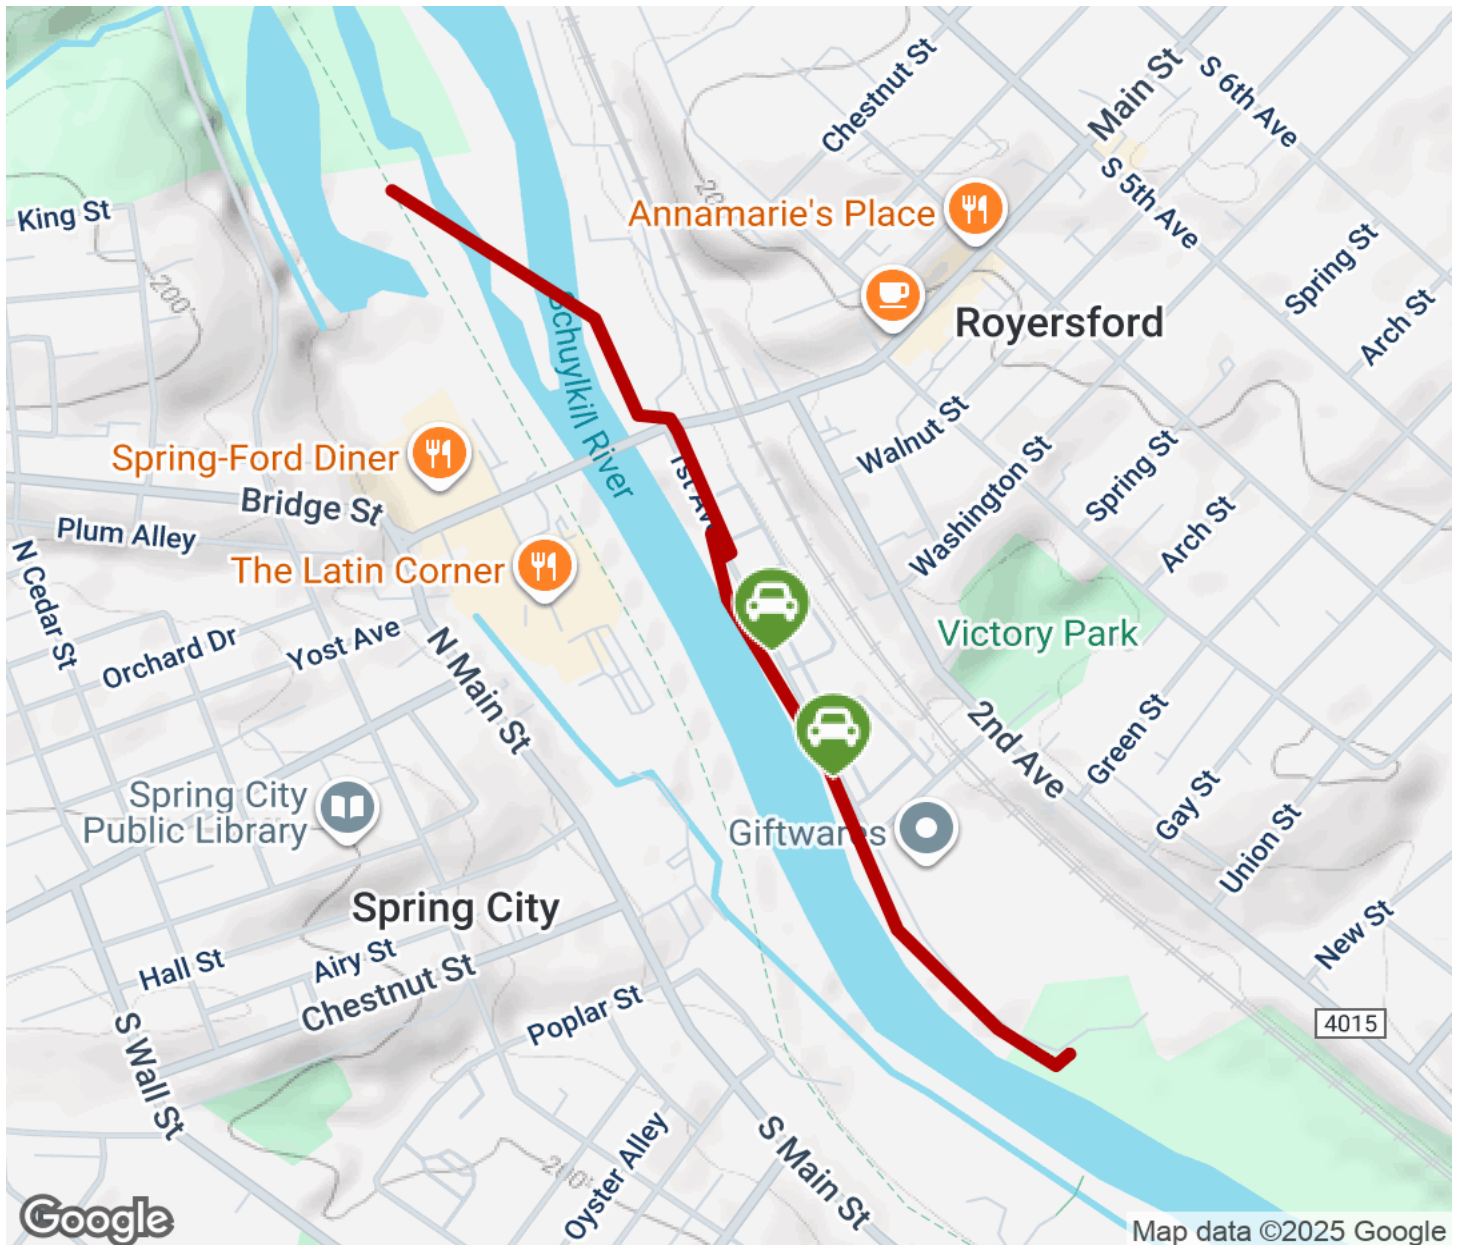 Chestnut St
Main St
S 6th Ave
S 5th Ave
King St
200'
Annamarie's Place
Spring St
Arch St
Royersford
Schuylkill River
Walnut St
Spring-Ford Diner
Bridge St
1st Ave
Washington St
Spring St
Arch St
Plum Alley
The Latin Corner
N Cedar St
Orchard Dr
Yost Ave
N Main St
Victory Park
2nd Ave
Green St
Gay St
Union St
Spring City
Public Library
Giftwares
Spring City
New St
Hall St
Airy St
Chestnut St
Poplar St
4015
S Wall St
200'
Oyster Alley
S Main St
Google
Map data ©2025 Google